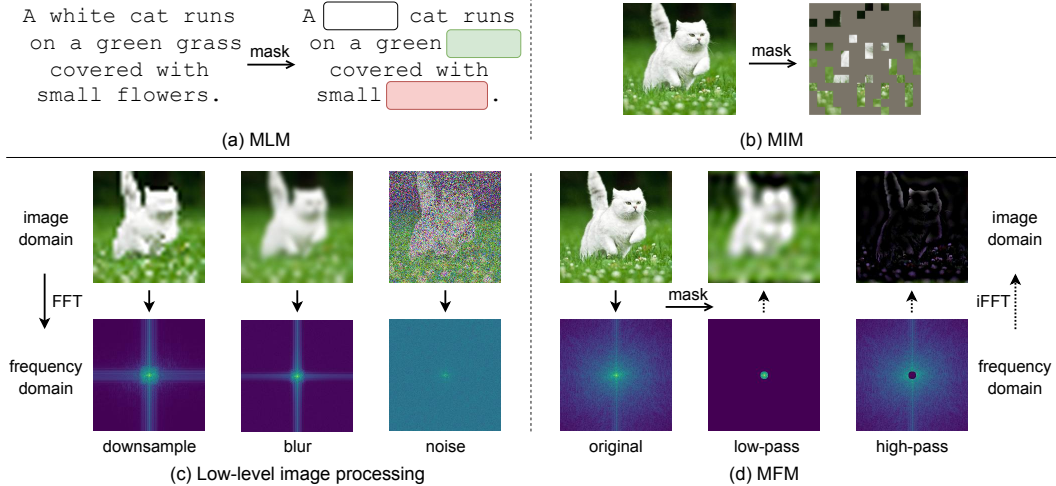 A white cat runs
on a green grass
covered with
small flowers.
mask
A cat runs
on a green
covered with
small .
(a) MLM
mask
(b) MIM
image
domain
FFT
frequency
domain
downsample
blur
noise
(c) Low-level image processing
mask
original
low-pass
high-pass
image
domain
iFFT
frequency
domain
(d) MFM